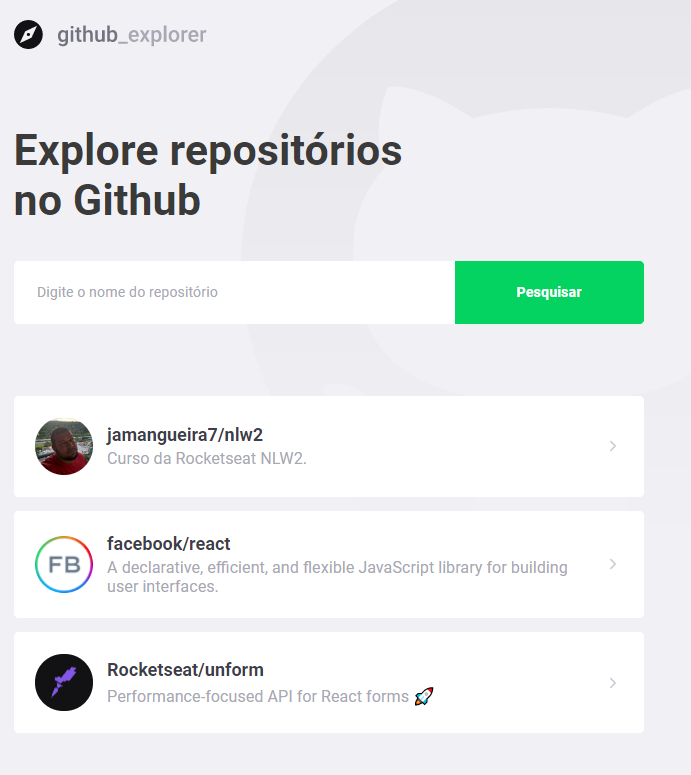 github_explorer
Explore repositórios
no Github
Digite o nome do repositório
Pesquisar
jamangueira7/nlw2
Curso da Rocketseat NLW2.
FB
facebook/react
A declarative, efficient, and flexible JavaScript library for building
user interfaces.
Rocketseat/unform
Performance-focused API for React forms 🚀